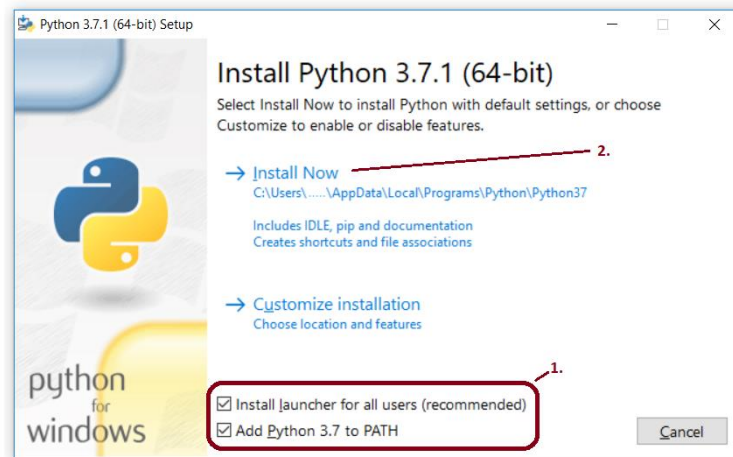 Python 3.7.1 (64-bit) Setup
Install Python 3.7.1 (64-bit)
Select Install Now to install Python with default settings, or choose
Customize to enable or disable features.
2.
Install Now
C:\Users\.....\AppData\Local\Programs\Python\Python37
Includes IDLE, pip and documentation
Creates shortcuts and file associations
Customize installation
Choose location and features
1.
Install launcher for all users (recommended)
Add Python 3.7 to PATH
python
for
windows
Cancel